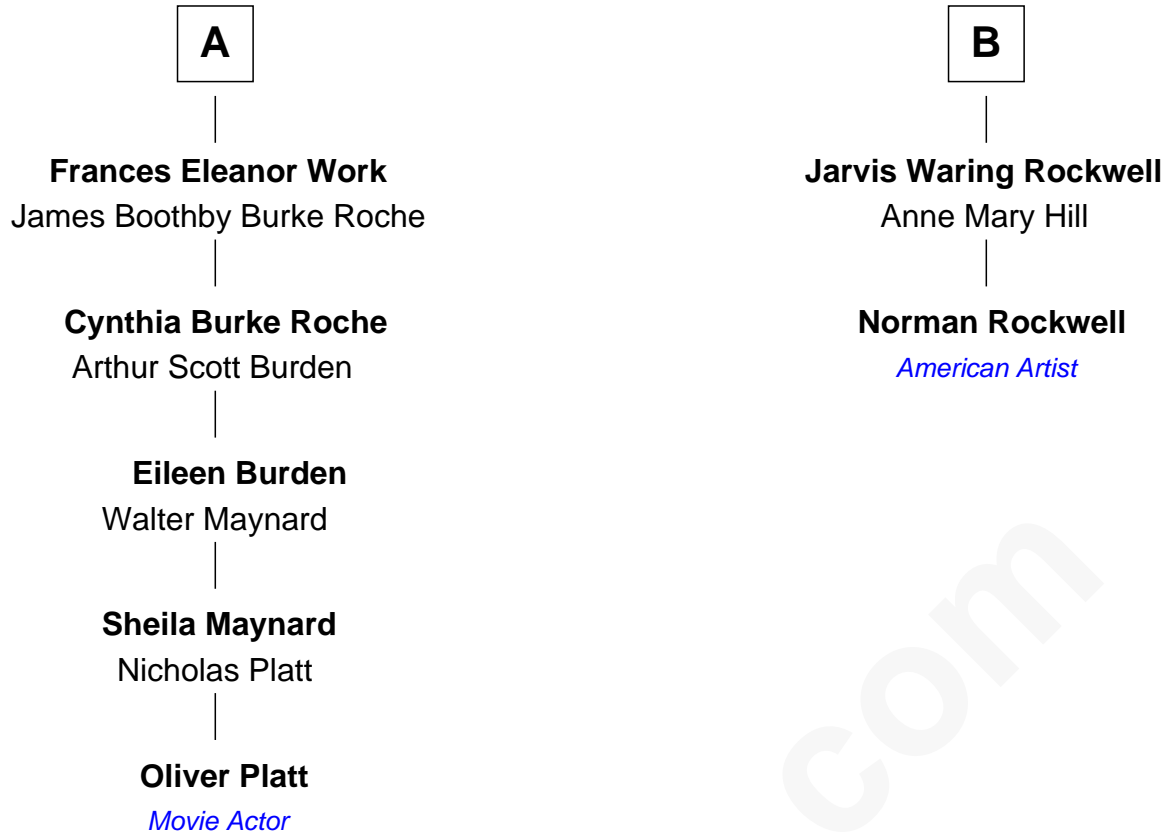 A
Frances Eleanor Work
James Boothby Burke Roche
Cynthia Burke Roche
Arthur Scott Burden
Eileen Burden
Walter Maynard
Sheila Maynard
Nicholas Platt
Oliver Platt
Movie Actor
B
Jarvis Waring Rockwell
Anne Mary Hill
Norman Rockwell
American Artist
com